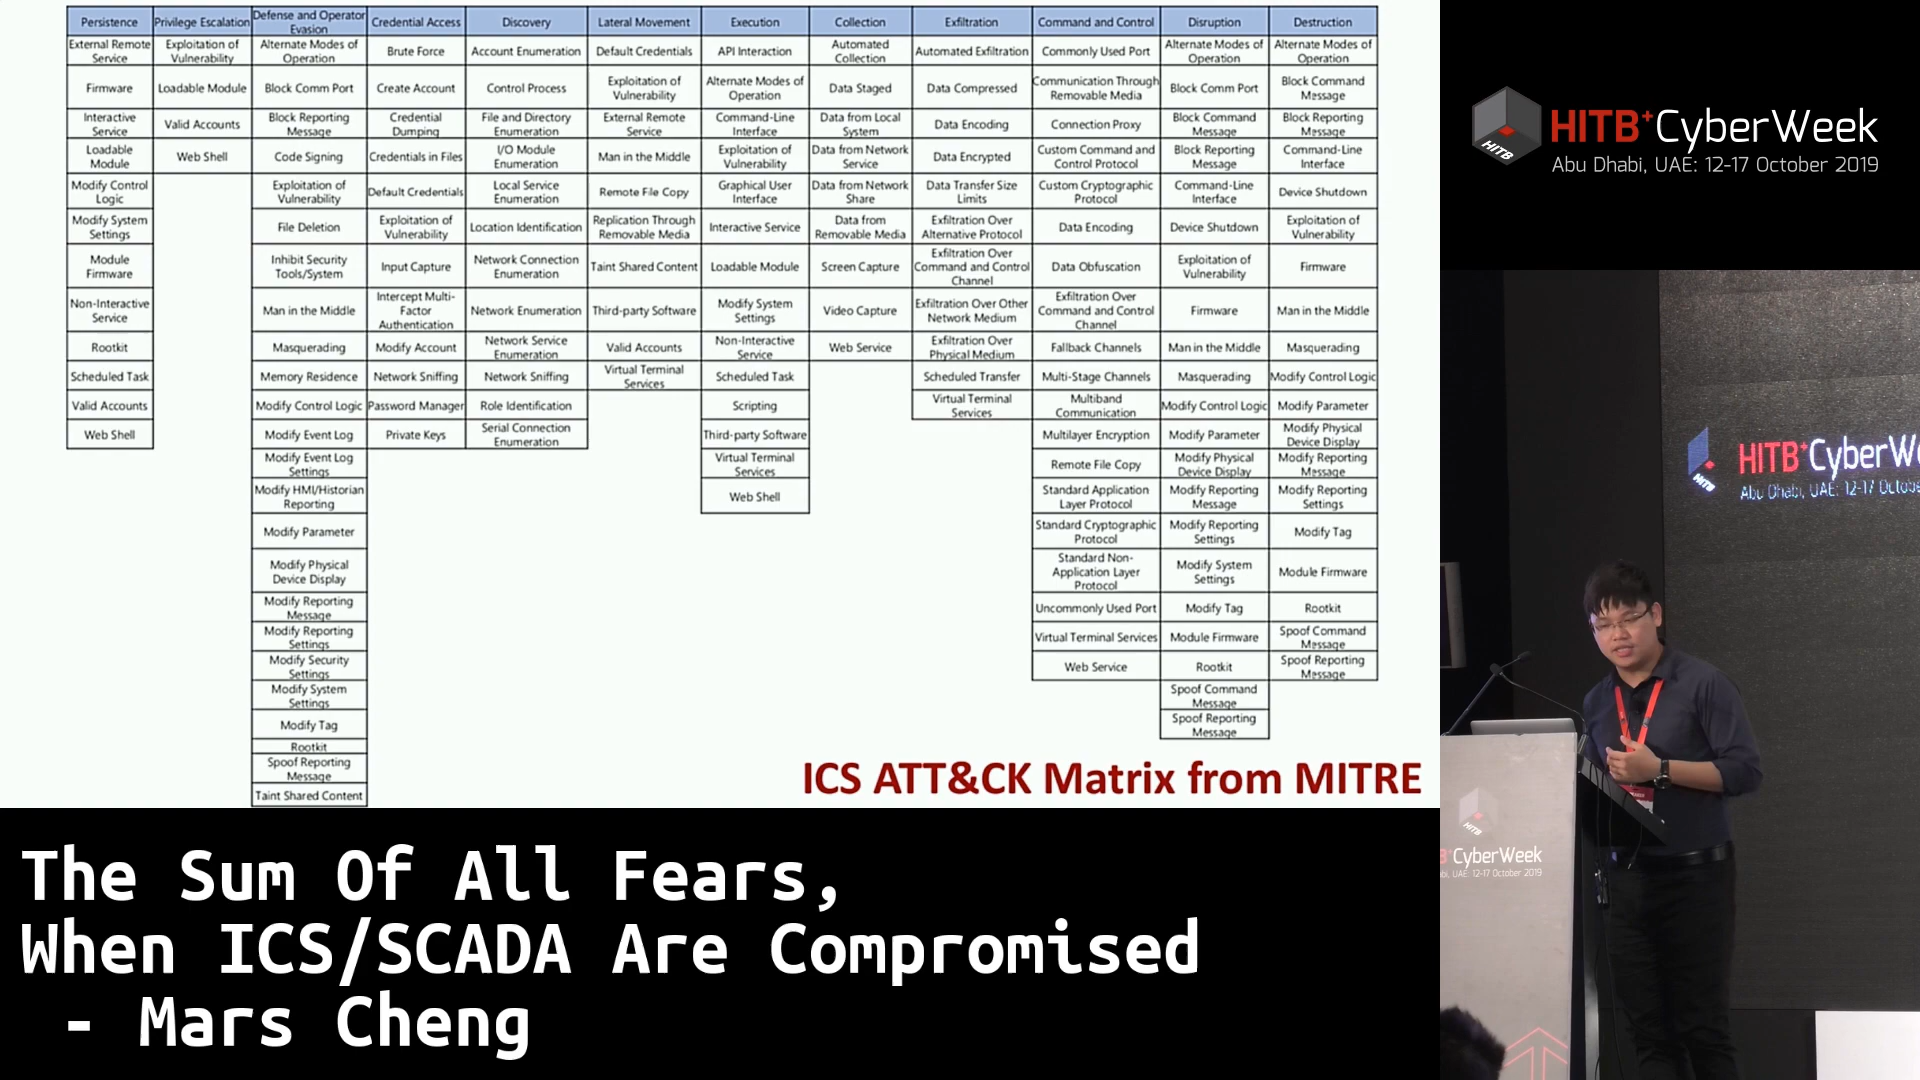 Persistence Privilege Escalation Defense and Operator Evasion Credential Access Discovery Lateral Movement Execution Collection Exfiltration Command and Control Disruption Destruction
External Remote Service Exploitation of Vulnerability Alternate Modes of Operation Brute Force Account Enumeration Default Credentials API Interaction Automated Collection Automated Exfiltration Commonly Used Port Alternate Modes of Operation Alternate Modes of Operation
Firmware Loadable Module Block Comm Port Create Account Control Process Exploitation of Vulnerability Alternate Modes of Operation Data Staged Data Compressed Communication Through Removable Media Block Comm Port Block Command Message
Interactive Service Valid Accounts Block Reporting Message Credential Dumping File and Directory Enumeration External Remote Service Command-Line Interface Data from Local System Data Encoding Connection Proxy Block Command Message Block Reporting Message
Loadable Module Web Shell Code Signing Credentials in Files I/O Module Enumeration Man in the Middle Exploitation of Vulnerability Data from Network Service Data Encrypted Custom Command and Control Protocol Block Reporting Message Command-Line Interface
Modify Control Logic Exploitation of Vulnerability Default Credentials Local Service Enumeration Remote File Copy Graphical User Interface Data from Network Share Data Transfer Size Limits Custom Cryptographic Protocol Command-Line Interface Device Shutdown
Modify System Settings File Deletion Exploitation of Vulnerability Location Identification Replication Through Removable Media Interactive Service Data from Removable Media Exfiltration Over Alternative Protocol Data Encoding Device Shutdown Exploitation of Vulnerability
Module Firmware Inhibit Security Tools/System Input Capture Network Connection Enumeration Taint Shared Content Loadable Module Screen Capture Exfiltration Over Command and Control Channel Data Obfuscation Exploitation of Vulnerability Firmware
Non-Interactive Service Man in the Middle Intercept Multi-Factor Authentication Network Enumeration Third-party Software Modify System Settings Video Capture Exfiltration Over Other Network Medium Exfiltration Over Command and Control Channel Firmware Man in the Middle
Rootkit Masquerading Modify Account Network Service Enumeration Valid Accounts Non-Interactive Service Web Service Exfiltration Over Physical Medium Fallback Channels Man in the Middle Masquerading
Scheduled Task Memory Residence Network Sniffing Network Sniffing Virtual Terminal Services Scheduled Task Scheduled Transfer Multi-Stage Channels Masquerading Modify Control Logic
Valid Accounts Modify Control Logic Password Manager Role Identification Scripting Virtual Terminal Services Multiband Communication Modify Control Logic Modify Parameter
Web Shell Modify Event Log Private Keys Serial Connection Enumeration Third-party Software Multilayer Encryption Modify Parameter Modify Physical Device Display
Modify Event Log Settings Virtual Terminal Services Remote File Copy Modify Physical Device Display Modify Reporting Message
Modify HMI/Historian Reporting Web Shell Standard Application Layer Protocol Modify Reporting Message Modify Reporting Settings
Modify Parameter Standard Cryptographic Protocol Modify Reporting Settings Modify Tag
Modify Physical Device Display Standard Non-Application Layer Protocol Modify System Settings Module Firmware
Modify Reporting Message Uncommonly Used Port Modify Tag Rootkit
Modify Reporting Settings Virtual Terminal Services Module Firmware Spoof Command Message
Modify Security Settings Web Service Rootkit Spoof Reporting Message
Modify System Settings Spoof Command Message
Modify Tag Spoof Reporting Message
Rootkit
Spoof Reporting Message
Taint Shared Content
ICS ATT&CK Matrix from MITRE
The Sum Of All Fears,
When ICS/SCADA Are Compromised
- Mars Cheng
HITB+CyberWeek
Abu Dhabi, UAE: 12-17 October 2019
HITB
HITB+CyberWe
Abu Dhabi, UAE: 12-17 Octobe
HITB
HITB
B+CyberWeek
bi, UAE: 12-17 October 2019